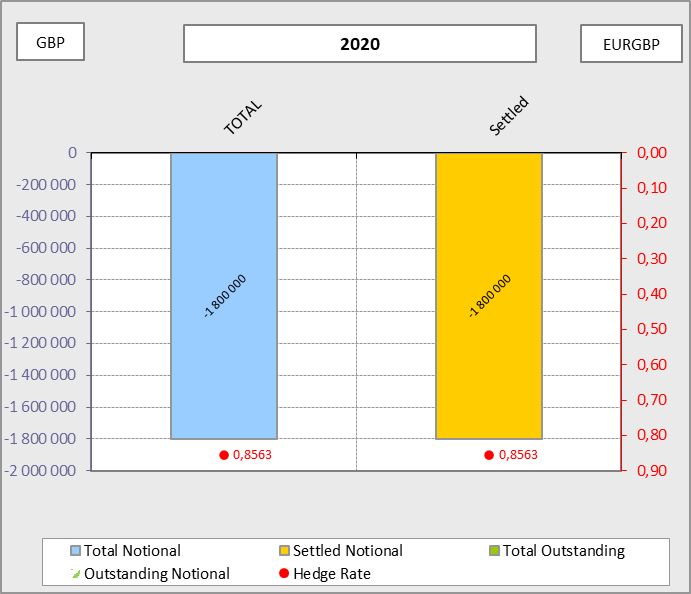 GBP
2020
EURGBP
TOTAL
Settled
0
-200 000
-400 000
-600 000
-800 000
-1 000 000
-1 200 000
-1 400 000
-1 600 000
-1 800 000
-2 000 000
-1 800 000
-1 800 000
0,8563
0,8563
0,00
0,10
0,20
0,30
0,40
0,50
0,60
0,70
0,80
0,90
Total Notional
Settled Notional
Total Outstanding
Outstanding Notional
Hedge Rate